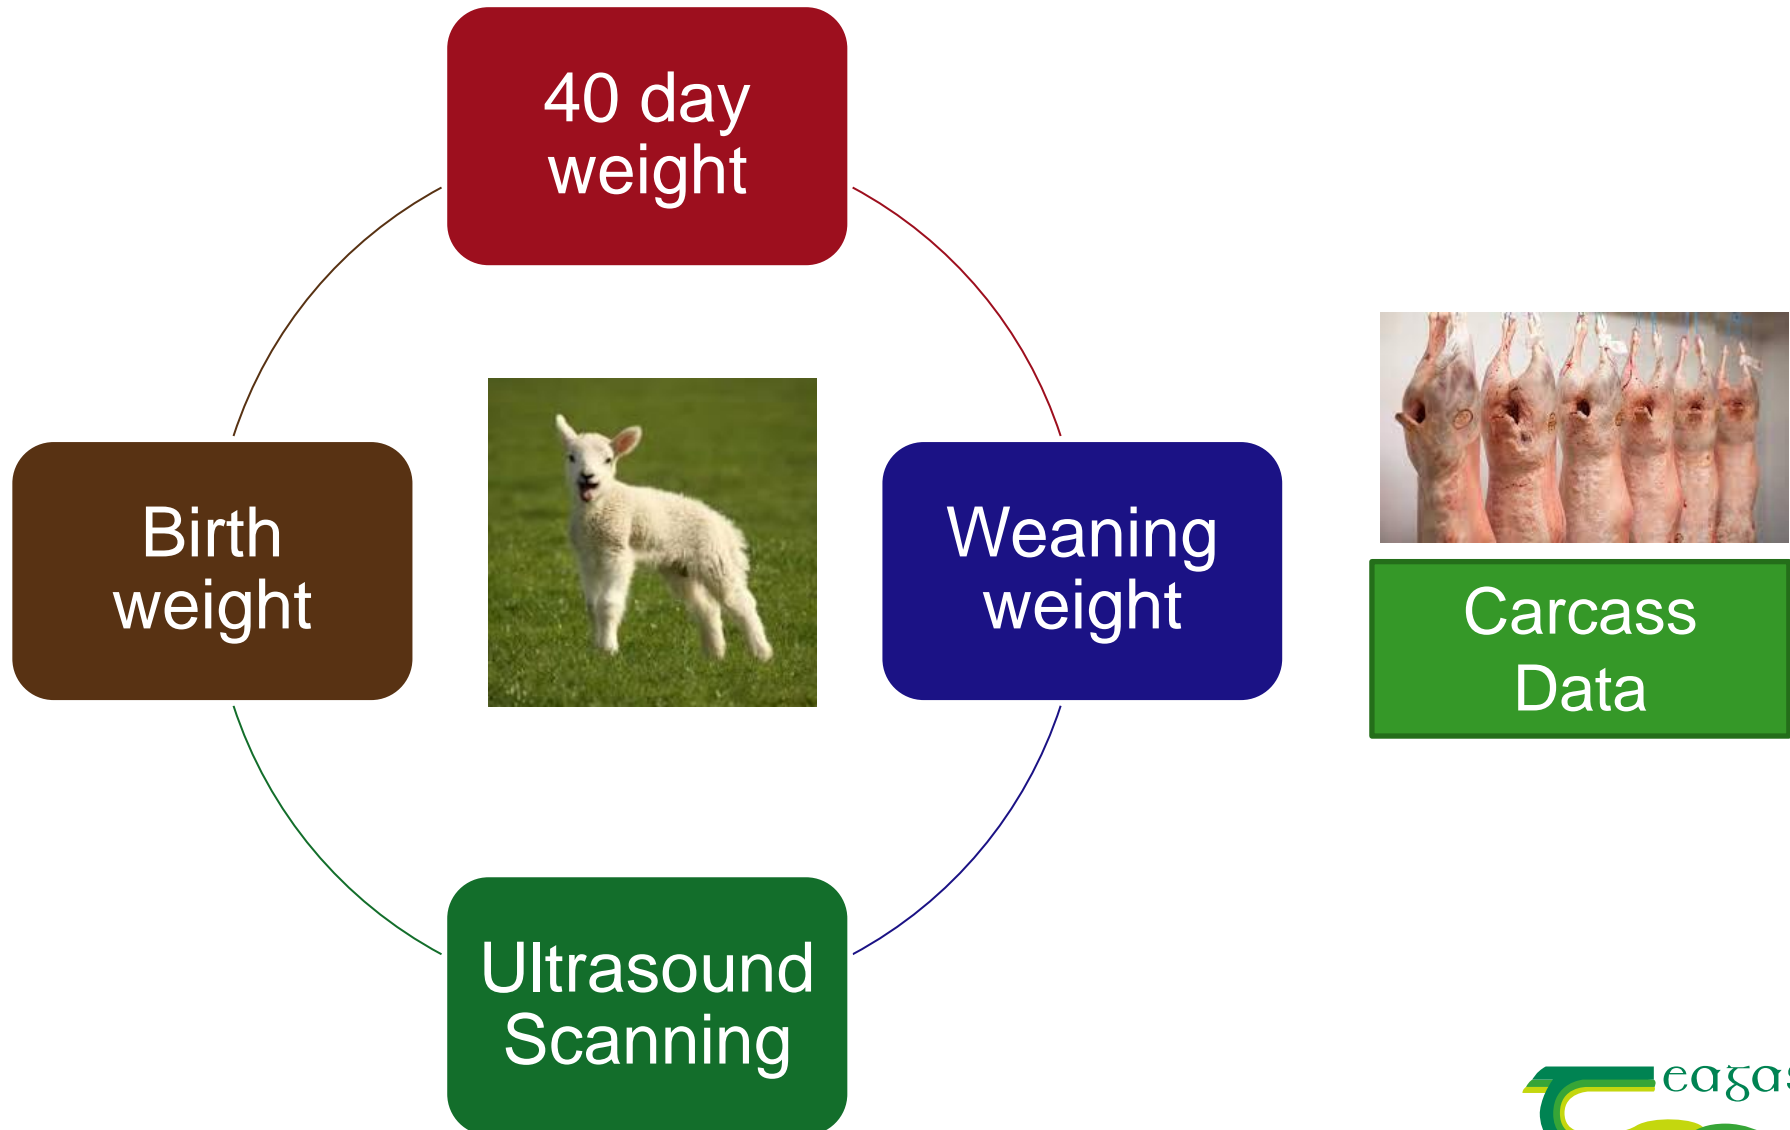 40 day
weight
Birth
weight
Weaning
weight
Carcass
Data
Ultrasound
Scanning